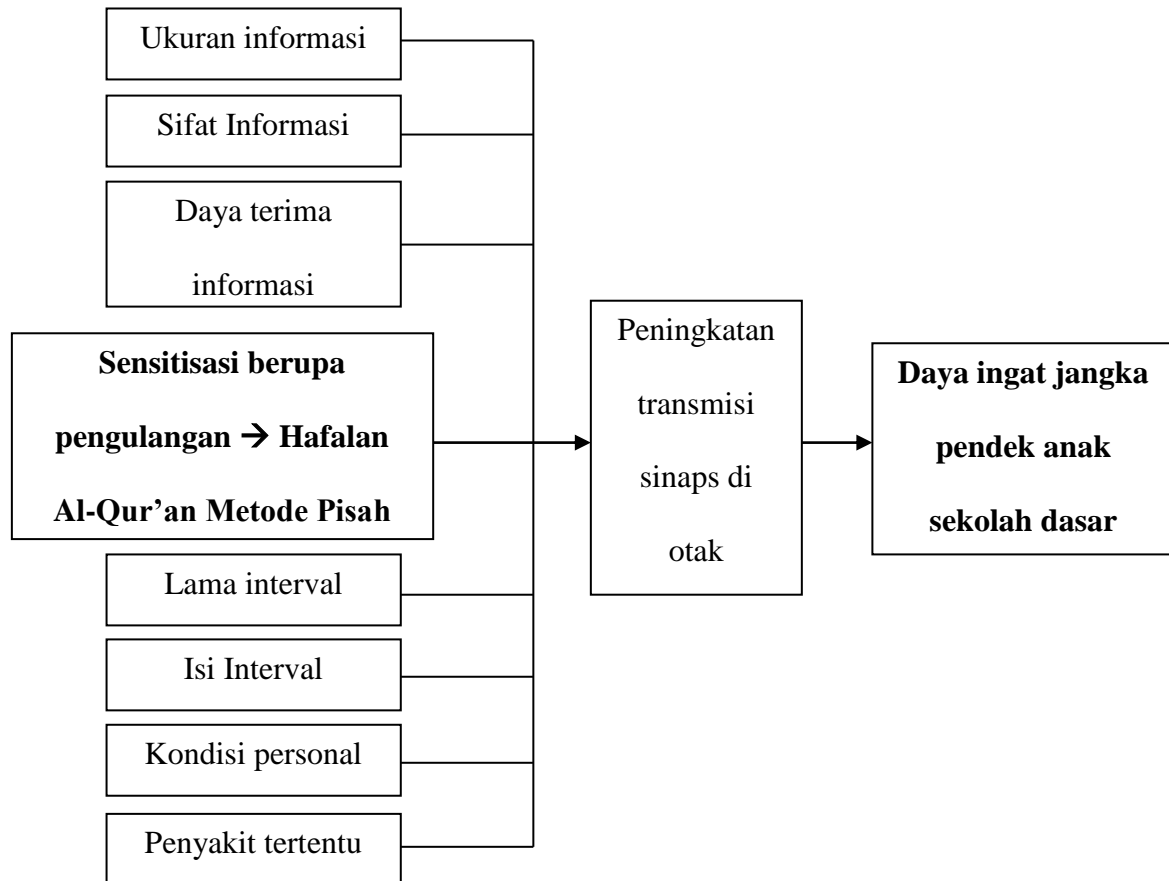 Ukuran informasi
Sifat Informasi
Daya terima
informasi
Sensitisasi berupa
pengulangan → Hafalan
Al-Qur’an Metode Pisah
Lama interval
Isi Interval
Kondisi personal
Penyakit tertentu
Peningkatan
transmisi
sinaps di
otak
Daya ingat jangka
pendek anak
sekolah dasar